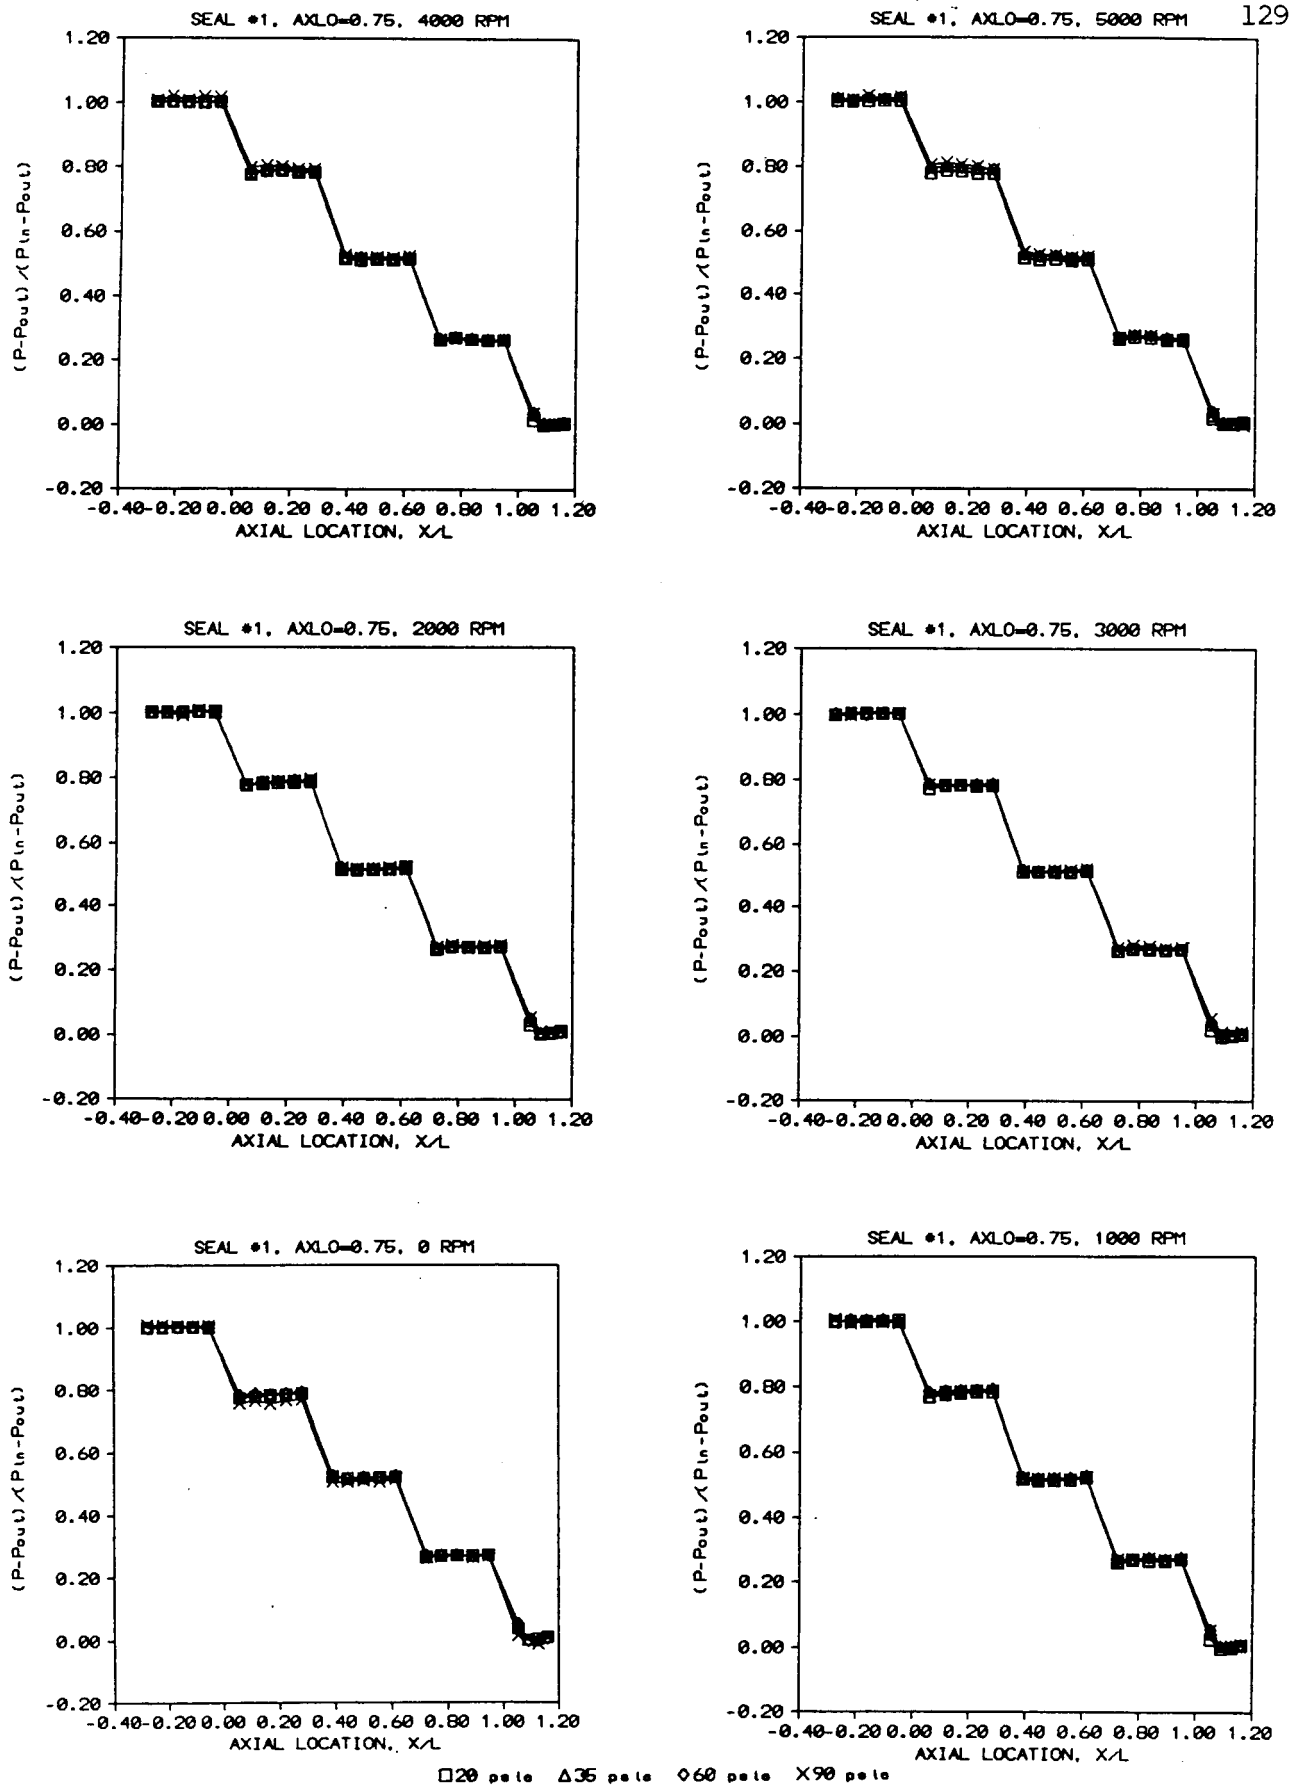 129
SEAL #1, AXLO=0.75, 4000 RPM
1.20
1.00
0.80
0.60
0.40
0.20
0.00
-0.20
(P-Pout)/(Pin-Pout)
-0.40 -0.20 0.00 0.20 0.40 0.60 0.80 1.00 1.20
AXIAL LOCATION, X/L
SEAL #1, AXLO=0.75, 5000 RPM
1.20
1.00
0.80
0.60
0.40
0.20
0.00
-0.20
(P-Pout)/(Pin-Pout)
-0.40 -0.20 0.00 0.20 0.40 0.60 0.80 1.00 1.20
AXIAL LOCATION, X/L
SEAL #1, AXLO=0.75, 2000 RPM
1.20
1.00
0.80
0.60
0.40
0.20
0.00
-0.20
(P-Pout)/(Pin-Pout)
-0.40 -0.20 0.00 0.20 0.40 0.60 0.80 1.00 1.20
AXIAL LOCATION, X/L
SEAL #1, AXLO=0.75, 3000 RPM
1.20
1.00
0.80
0.60
0.40
0.20
0.00
-0.20
(P-Pout)/(Pin-Pout)
-0.40 -0.20 0.00 0.20 0.40 0.60 0.80 1.00 1.20
AXIAL LOCATION, X/L
SEAL #1, AXLO=0.75, 0 RPM
1.20
1.00
0.80
0.60
0.40
0.20
0.00
-0.20
(P-Pout)/(Pin-Pout)
-0.40 -0.20 0.00 0.20 0.40 0.60 0.80 1.00 1.20
AXIAL LOCATION, X/L
SEAL #1, AXLO=0.75, 1000 RPM
1.20
1.00
0.80
0.60
0.40
0.20
0.00
-0.20
(P-Pout)/(Pin-Pout)
-0.40 -0.20 0.00 0.20 0.40 0.60 0.80 1.00 1.20
AXIAL LOCATION, X/L
□20 psia △35 psia ◇60 psia ×90 psia